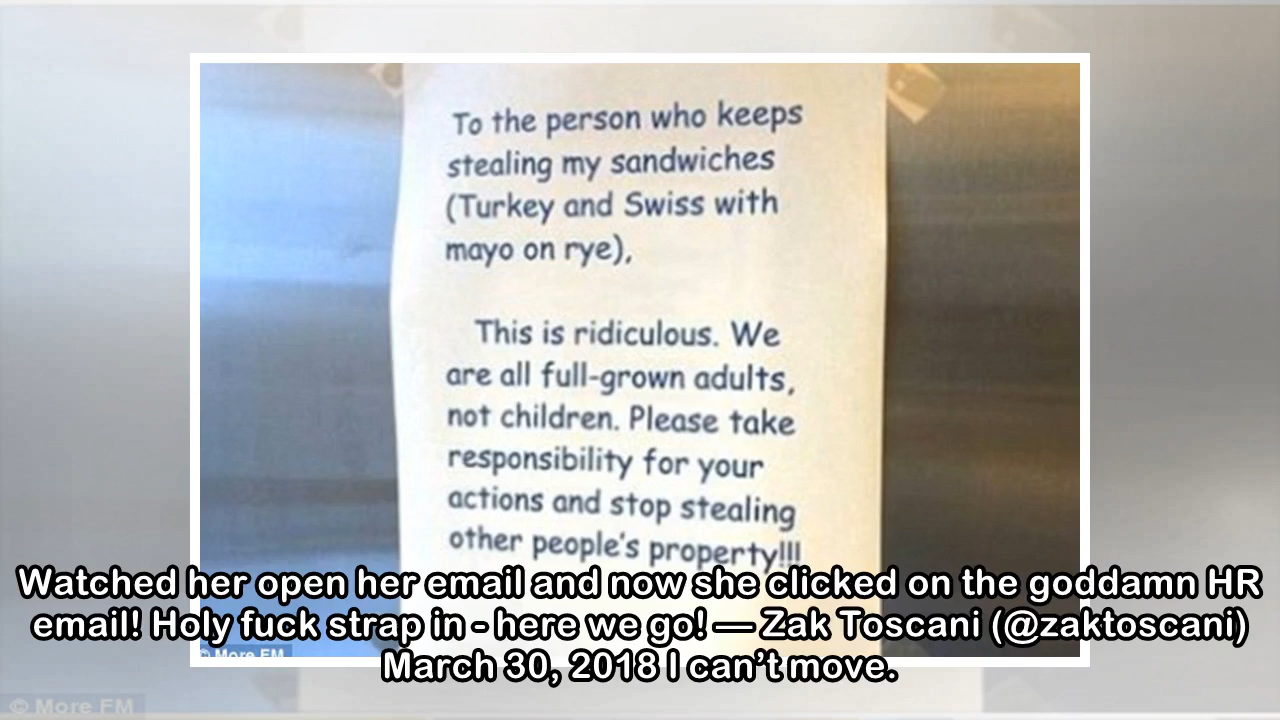 To the person who keeps
stealing my sandwiches
(Turkey and Swiss with
mayo on rye),
This is ridiculous. We
are all full-grown adults,
not children. Please take
responsibility for your
actions and stop stealing
other people's property!!!
Watched her open her email and now she clicked on the goddamn HR
email! Holy fuck strap in - here we go! — Zak Toscani (@zaktoscani)
March 30, 2018 I can’t move.
© More FM
© More FM